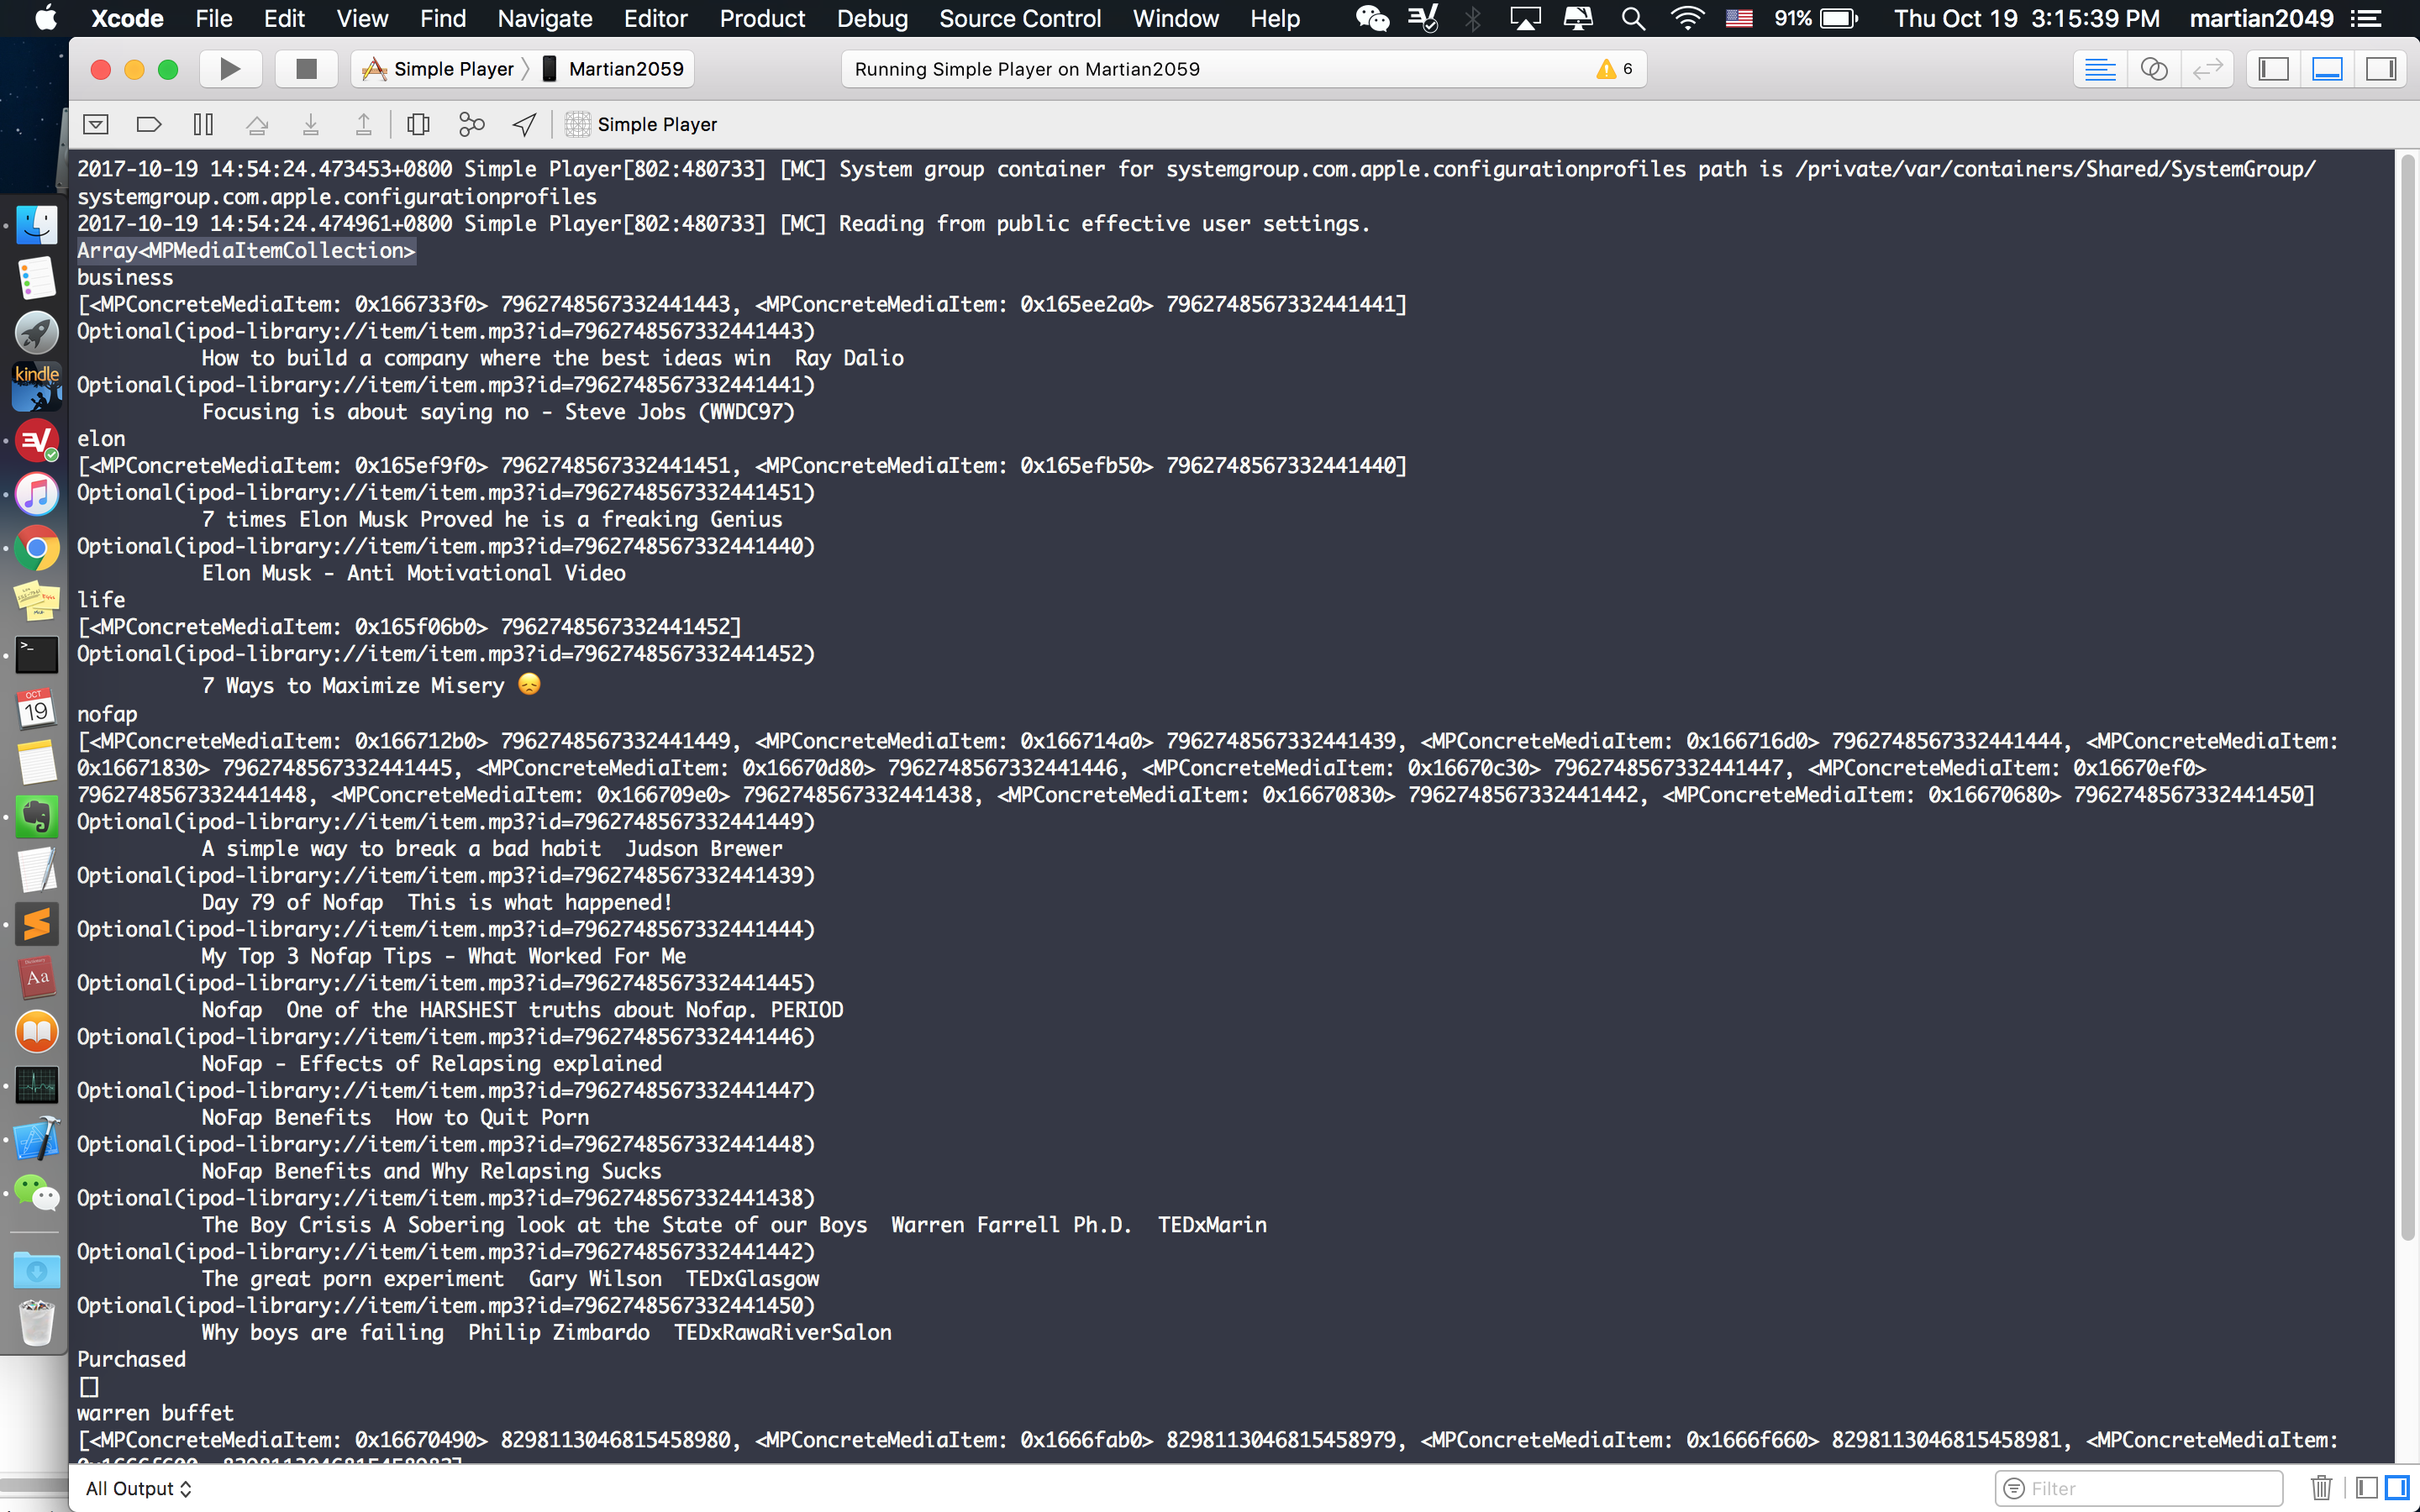 Xcode File Edit View Find Navigate Editor Product Debug Source Control Window Help 91% Thu Oct 19 3:15:39 PM martian2049
Simple Player Martian2059 Running Simple Player on Martian2059 6
Simple Player
2017-10-19 14:54:24.473453+0800 Simple Player[802:480733] [MC] System group container for systemgroup.com.apple.configurationprofiles path is /private/var/containers/Shared/SystemGroup/
systemgroup.com.apple.configurationprofiles
2017-10-19 14:54:24.474961+0800 Simple Player[802:480733] [MC] Reading from public effective user settings.
Array<MPMediaItemCollection>
business
[<MPConcreteMediaItem: 0x166733f0> 7962748567332441443, <MPConcreteMediaItem: 0x165ee2a0> 7962748567332441441]
Optional(ipod-library://item/item.mp3?id=7962748567332441443)
How to build a company where the best ideas win  Ray Dalio
Optional(ipod-library://item/item.mp3?id=7962748567332441441)
Focusing is about saying no - Steve Jobs (WWDC97)
elon
[<MPConcreteMediaItem: 0x165ef9f0> 7962748567332441451, <MPConcreteMediaItem: 0x165efb50> 7962748567332441440]
Optional(ipod-library://item/item.mp3?id=7962748567332441451)
7 times Elon Musk Proved he is a freaking Genius
Optional(ipod-library://item/item.mp3?id=7962748567332441440)
Elon Musk - Anti Motivational Video
life
[<MPConcreteMediaItem: 0x165f06b0> 7962748567332441452]
Optional(ipod-library://item/item.mp3?id=7962748567332441452)
7 Ways to Maximize Misery 😞
nofap
[<MPConcreteMediaItem: 0x166712b0> 7962748567332441449, <MPConcreteMediaItem: 0x166714a0> 7962748567332441439, <MPConcreteMediaItem: 0x166716d0> 7962748567332441444, <MPConcreteMediaItem:
0x16671830> 7962748567332441445, <MPConcreteMediaItem: 0x16670d80> 7962748567332441446, <MPConcreteMediaItem: 0x16670c30> 7962748567332441447, <MPConcreteMediaItem: 0x16670ef0>
7962748567332441448, <MPConcreteMediaItem: 0x166709e0> 7962748567332441438, <MPConcreteMediaItem: 0x16670830> 7962748567332441442, <MPConcreteMediaItem: 0x16670680> 7962748567332441450]
Optional(ipod-library://item/item.mp3?id=7962748567332441449)
A simple way to break a bad habit  Judson Brewer
Optional(ipod-library://item/item.mp3?id=7962748567332441439)
Day 79 of Nofap  This is what happened!
Optional(ipod-library://item/item.mp3?id=7962748567332441444)
My Top 3 Nofap Tips - What Worked For Me
Optional(ipod-library://item/item.mp3?id=7962748567332441445)
Nofap  One of the HARSHEST truths about Nofap. PERIOD
Optional(ipod-library://item/item.mp3?id=7962748567332441446)
NoFap - Effects of Relapsing explained
Optional(ipod-library://item/item.mp3?id=7962748567332441447)
NoFap Benefits  How to Quit Porn
Optional(ipod-library://item/item.mp3?id=7962748567332441448)
NoFap Benefits and Why Relapsing Sucks
Optional(ipod-library://item/item.mp3?id=7962748567332441438)
The Boy Crisis A Sobering look at the State of our Boys  Warren Farrell Ph.D.  TEDxMarin
Optional(ipod-library://item/item.mp3?id=7962748567332441442)
The great porn experiment  Gary Wilson  TEDxGlasgow
Optional(ipod-library://item/item.mp3?id=7962748567332441450)
Why boys are failing  Philip Zimbardo  TEDxRawaRiverSalon
Purchased
[]
warren buffet
[<MPConcreteMediaItem: 0x16670490> 8298113046815458980, <MPConcreteMediaItem: 0x1666fab0> 8298113046815458979, <MPConcreteMediaItem: 0x1666f660> 8298113046815458981, <MPConcreteMediaItem:
All Output Filter
kindle
OCT
19
Aa